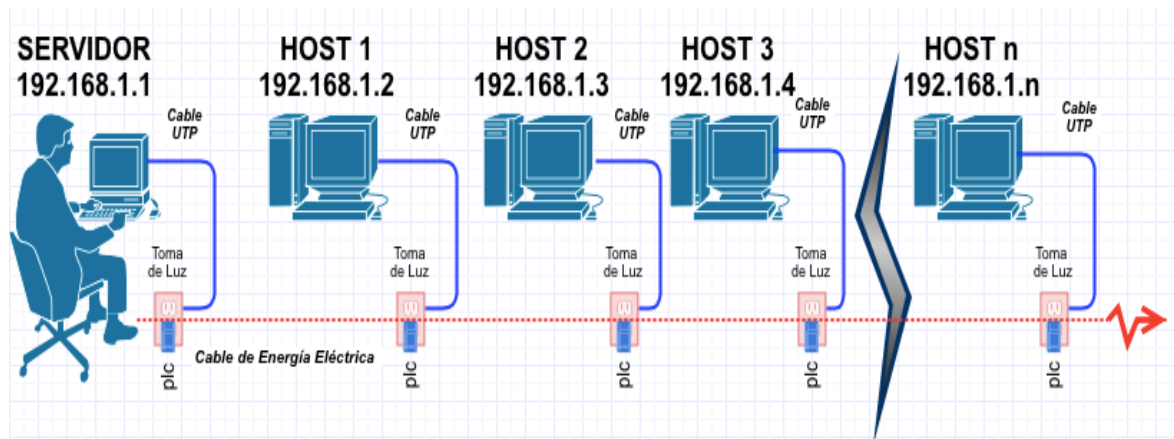 SERVIDOR
192.168.1.1
HOST 1
192.168.1.2
HOST 2
192.168.1.3
HOST 3
192.168.1.4
HOST n
192.168.1.n
Cable
UTP
Cable
UTP
Cable
UTP
Cable
UTP
Cable
UTP
Toma
de Luz
Toma
de Luz
Toma
de Luz
Toma
de Luz
Toma
de Luz
Cable de Energía Eléctrica
plc
plc
plc
plc
plc